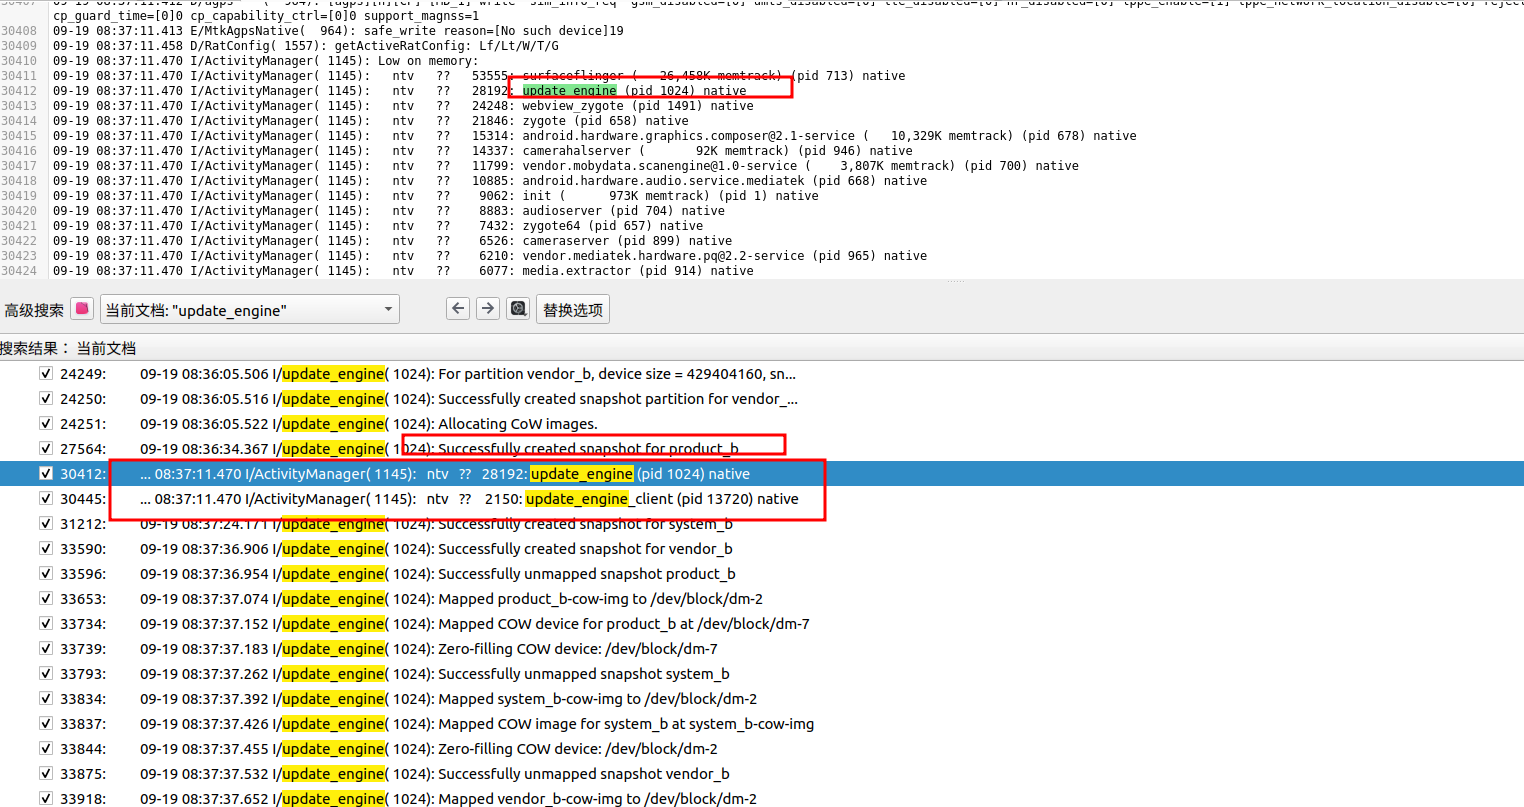 cp_guard_time=[0]0 cp_capability_ctrl=[0]0 support_magnss=1
30408 09-19 08:37:11.413 E/MtkAgpsNative(  964): safe_write reason=[No such device]19
30409 09-19 08:37:11.458 D/RatConfig( 1557): getActiveRatConfig: Lf/Lt/W/T/G
30410 09-19 08:37:11.470 I/ActivityManager( 1145): Low on memory:
30411 09-19 08:37:11.470 I/ActivityManager( 1145):   ntv   ??   53555: surfaceflinger (   26,458K memtrack) (pid 713) native
30412 09-19 08:37:11.470 I/ActivityManager( 1145):   ntv   ??   28192: update_engine (pid 1024) native
30413 09-19 08:37:11.470 I/ActivityManager( 1145):   ntv   ??   24248: webview_zygote (pid 1491) native
30414 09-19 08:37:11.470 I/ActivityManager( 1145):   ntv   ??   21846: zygote (pid 658) native
30415 09-19 08:37:11.470 I/ActivityManager( 1145):   ntv   ??   15314: android.hardware.graphics.composer@2.1-service (   10,329K memtrack) (pid 678) native
30416 09-19 08:37:11.470 I/ActivityManager( 1145):   ntv   ??   14337: camerahalserver (       92K memtrack) (pid 946) native
30417 09-19 08:37:11.470 I/ActivityManager( 1145):   ntv   ??   11799: vendor.mobydata.scanengine@1.0-service (    3,807K memtrack) (pid 700) native
30418 09-19 08:37:11.470 I/ActivityManager( 1145):   ntv   ??   10885: android.hardware.audio.service.mediatek (pid 668) native
30419 09-19 08:37:11.470 I/ActivityManager( 1145):   ntv   ??    9062: init (      973K memtrack) (pid 1) native
30420 09-19 08:37:11.470 I/ActivityManager( 1145):   ntv   ??    8883: audioserver (pid 704) native
30421 09-19 08:37:11.470 I/ActivityManager( 1145):   ntv   ??    7432: zygote64 (pid 657) native
30422 09-19 08:37:11.470 I/ActivityManager( 1145):   ntv   ??    6526: cameraserver (pid 899) native
30423 09-19 08:37:11.470 I/ActivityManager( 1145):   ntv   ??    6210: vendor.mediatek.hardware.pq@2.2-service (pid 965) native
30424 09-19 08:37:11.470 I/ActivityManager( 1145):   ntv   ??    6077: media.extractor (pid 914) native
高级搜索 当前文档: "update_engine" 替换选项
搜索结果： 当前文档
24249: 09-19 08:36:05.506 I/update_engine( 1024): For partition vendor_b, device size = 429404160, sn...
24250: 09-19 08:36:05.516 I/update_engine( 1024): Successfully created snapshot partition for vendor_...
24251: 09-19 08:36:05.522 I/update_engine( 1024): Allocating CoW images.
27564: 09-19 08:36:34.367 I/update_engine( 1024): Successfully created snapshot for product_b
30412: ... 08:37:11.470 I/ActivityManager( 1145):   ntv   ??   28192: update_engine (pid 1024) native
30445: ... 08:37:11.470 I/ActivityManager( 1145):   ntv   ??    2150: update_engine_client (pid 13720) native
31212: 09-19 08:37:24.171 I/update_engine( 1024): Successfully created snapshot for system_b
33590: 09-19 08:37:36.906 I/update_engine( 1024): Successfully created snapshot for vendor_b
33596: 09-19 08:37:36.954 I/update_engine( 1024): Successfully unmapped snapshot product_b
33653: 09-19 08:37:37.074 I/update_engine( 1024): Mapped product_b-cow-img to /dev/block/dm-2
33734: 09-19 08:37:37.152 I/update_engine( 1024): Mapped COW device for product_b at /dev/block/dm-7
33739: 09-19 08:37:37.183 I/update_engine( 1024): Zero-filling COW device: /dev/block/dm-7
33793: 09-19 08:37:37.262 I/update_engine( 1024): Successfully unmapped snapshot system_b
33834: 09-19 08:37:37.392 I/update_engine( 1024): Mapped system_b-cow-img to /dev/block/dm-2
33837: 09-19 08:37:37.426 I/update_engine( 1024): Mapped COW image for system_b at system_b-cow-img
33844: 09-19 08:37:37.455 I/update_engine( 1024): Zero-filling COW device: /dev/block/dm-2
33875: 09-19 08:37:37.532 I/update_engine( 1024): Successfully unmapped snapshot vendor_b
33918: 09-19 08:37:37.652 I/update_engine( 1024): Mapped vendor_b-cow-img to /dev/block/dm-2